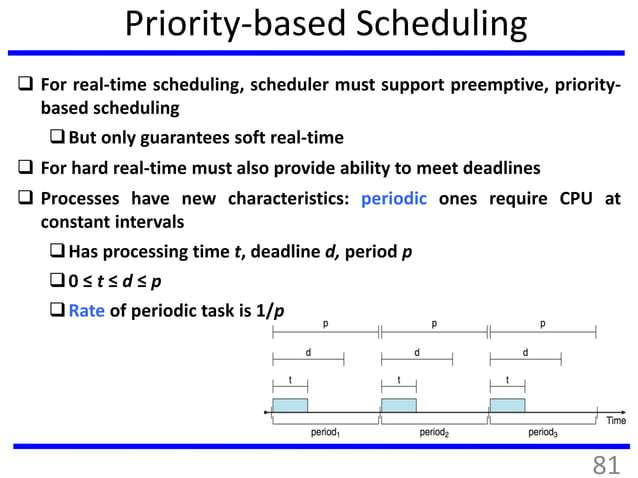 Priority-based Scheduling
❑ For real-time scheduling, scheduler must support preemptive, priority-
based scheduling
❑ But only guarantees soft real-time
❑ For hard real-time must also provide ability to meet deadlines
❑ Processes have new characteristics: periodic ones require CPU at
constant intervals
❑ Has processing time t, deadline d, period p
❑ 0 ≤ t ≤ d ≤ p
❑ Rate of periodic task is 1/p
p p p
d d d
t t t
Time
period₁ period₂ period₃
81